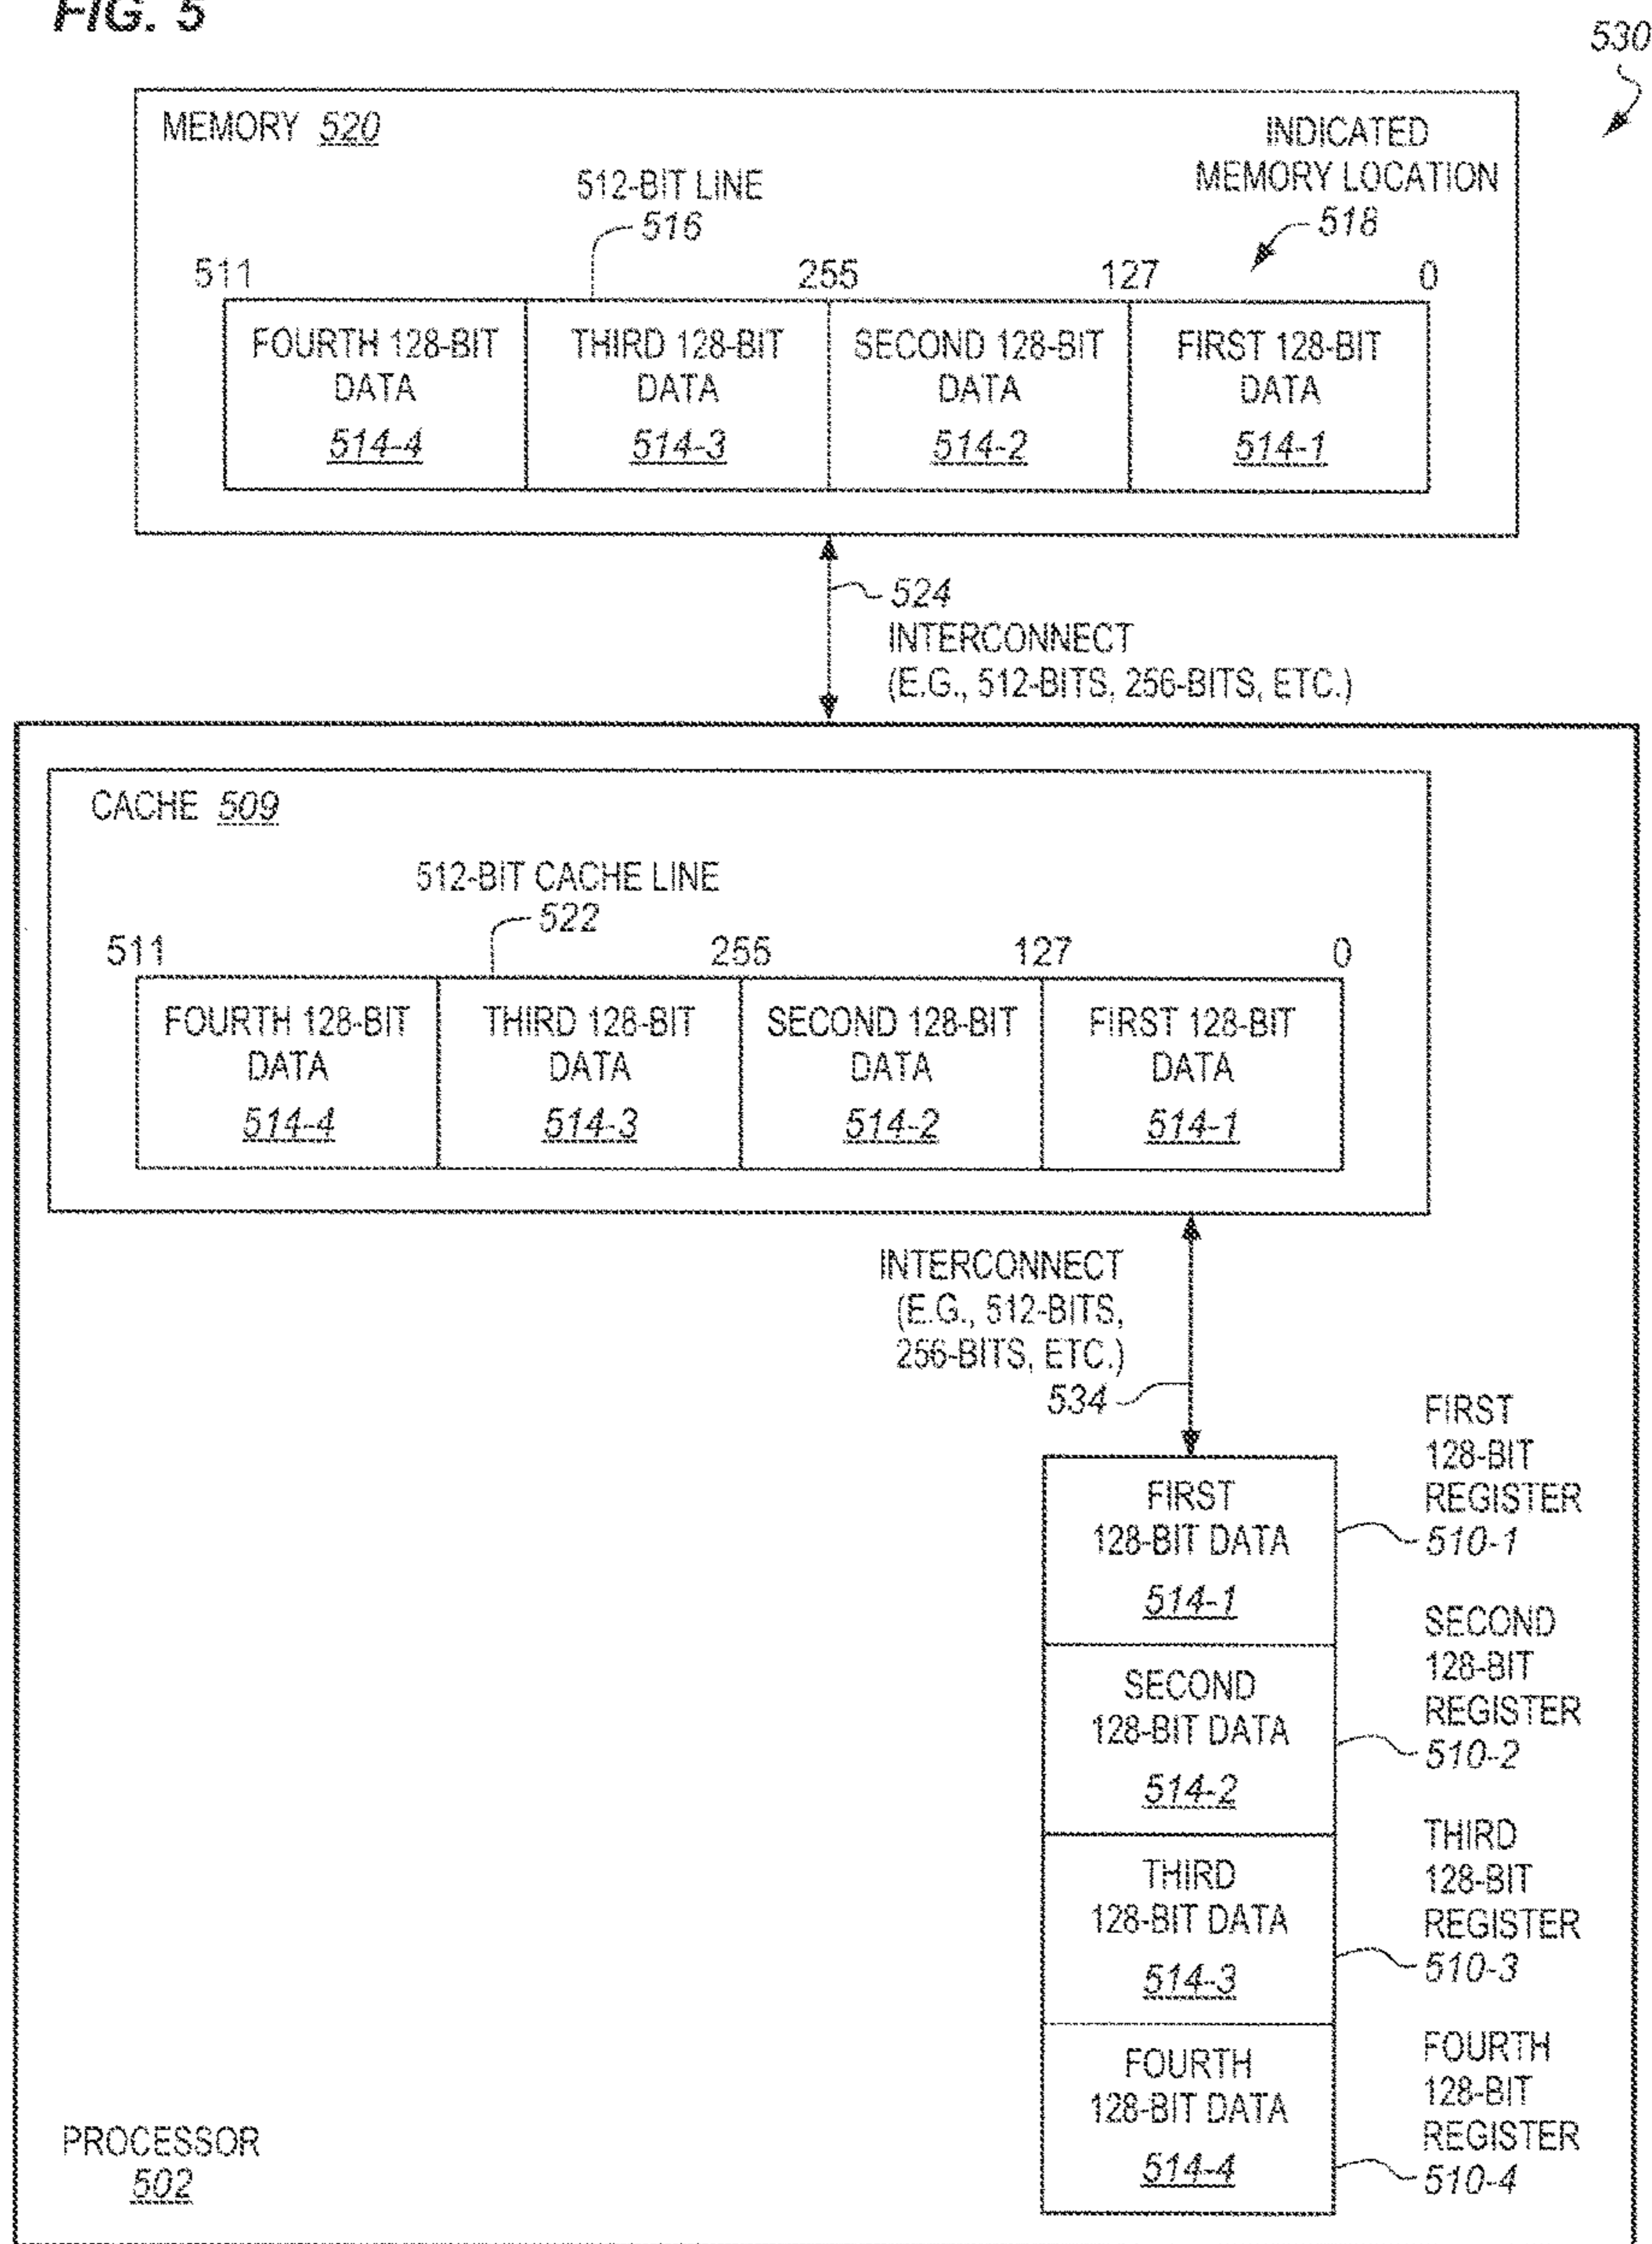 FIG. 5
530
MEMORY 520
INDICATED
MEMORY LOCATION
518
512-BIT LINE
516
511 255 127 0
FOURTH 128-BIT DATA 514-4
THIRD 128-BIT DATA 514-3
SECOND 128-BIT DATA 514-2
FIRST 128-BIT DATA 514-1
524
INTERCONNECT
(E.G., 512-BITS, 256-BITS, ETC.)
CACHE 509
512-BIT CACHE LINE
522
511 255 127 0
FOURTH 128-BIT DATA 514-4
THIRD 128-BIT DATA 514-3
SECOND 128-BIT DATA 514-2
FIRST 128-BIT DATA 514-1
INTERCONNECT
(E.G., 512-BITS,
256-BITS, ETC.)
534
FIRST
128-BIT DATA
514-1
FIRST
128-BIT
REGISTER
510-1
SECOND
128-BIT DATA
514-2
SECOND
128-BIT
REGISTER
510-2
THIRD
128-BIT DATA
514-3
THIRD
128-BIT
REGISTER
510-3
FOURTH
128-BIT DATA
514-4
FOURTH
128-BIT
REGISTER
510-4
PROCESSOR
502